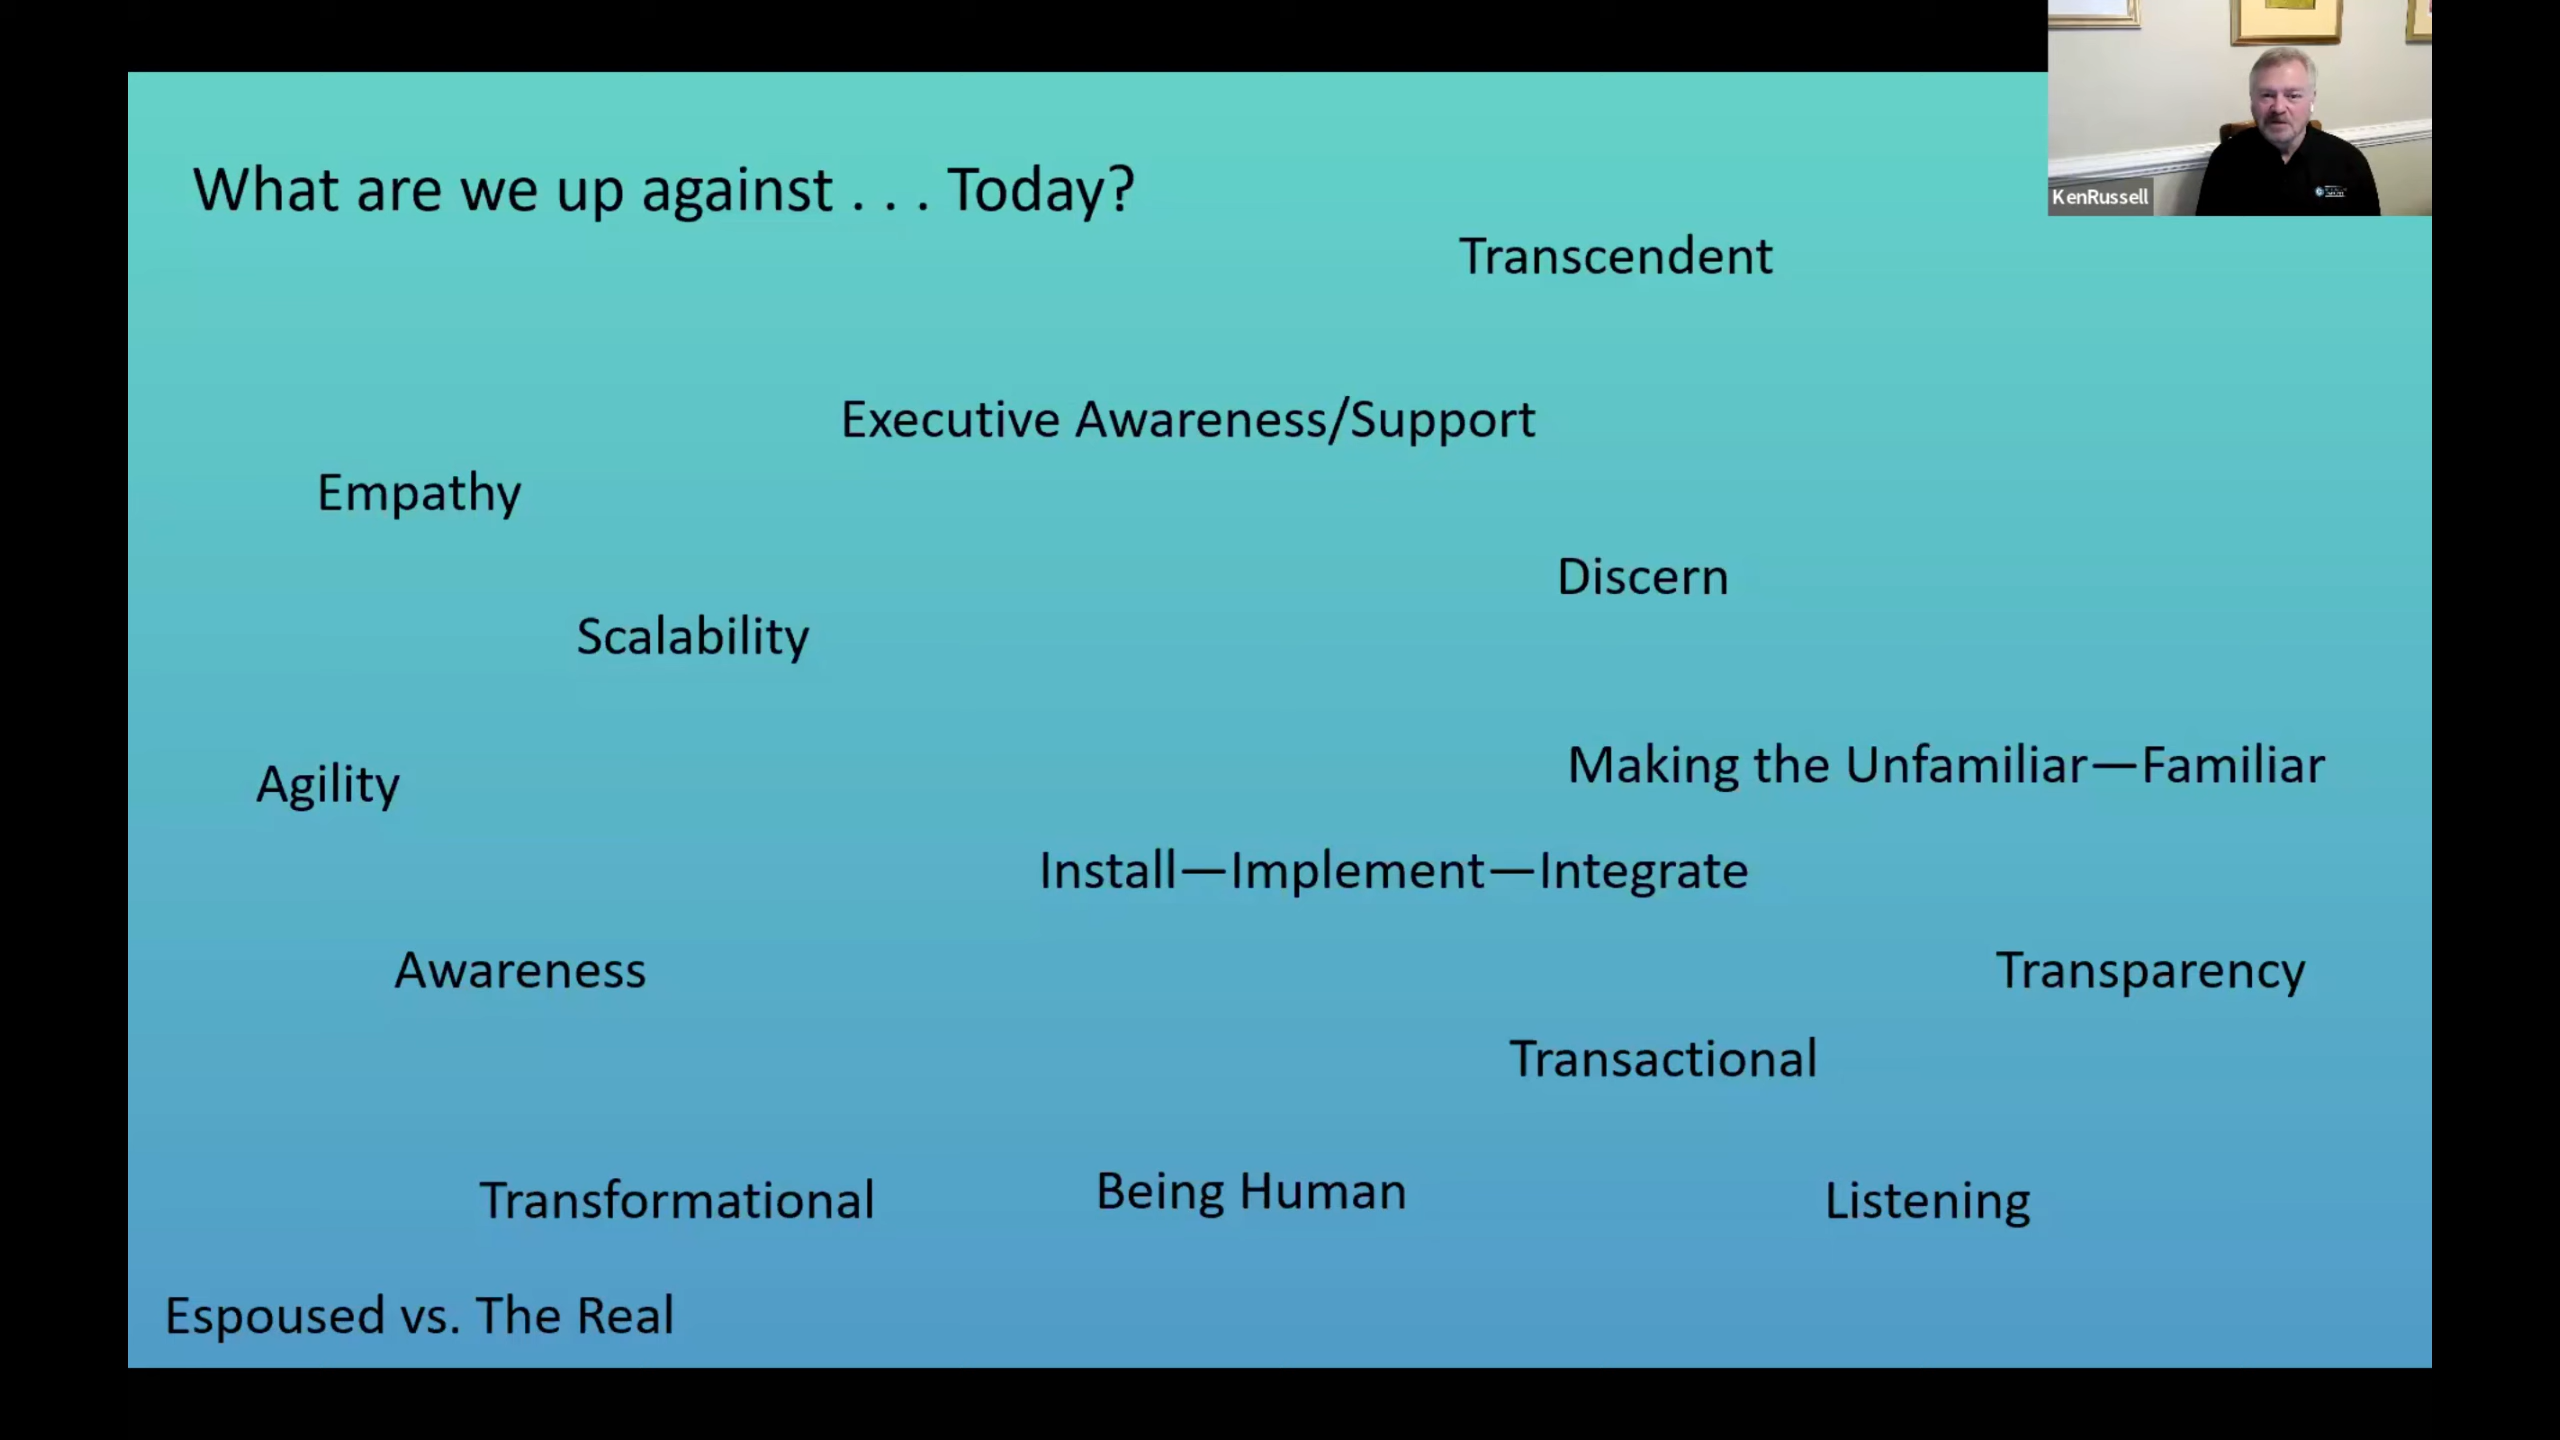 KenRussell
What are we up against . . . Today?
Transcendent
Executive Awareness/Support
Empathy
Discern
Scalability
Making the Unfamiliar—Familiar
Agility
Install—Implement—Integrate
Awareness
Transparency
Transactional
Transformational
Being Human
Listening
Espoused vs. The Real